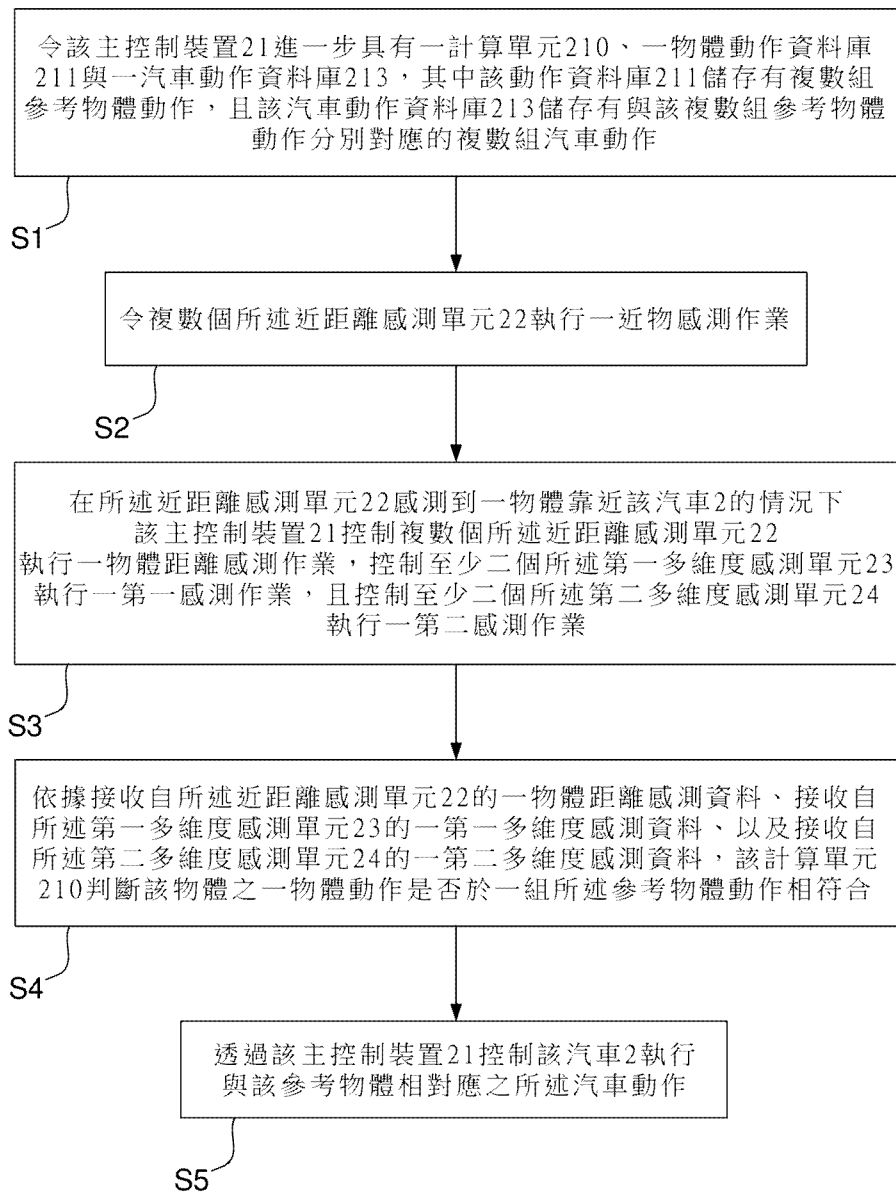 令該主控制裝置21進一步具有一計算單元210、一物體動作資料庫
211與一汽車動作資料庫213，其中該動作資料庫211儲存有複數組
參考物體動作，且該汽車動作資料庫213儲存有與該複數組參考物體
動作分別對應的複數組汽車動作
S1
令複數個所述近距離感測單元22執行一近物感測作業
S2
在所述近距離感測單元22感測到一物體靠近該汽車2的情況下
該主控制裝置21控制複數個所述近距離感測單元22
執行一物體距離感測作業，控制至少二個所述第一多維度感測單元23
執行一第一感測作業，且控制至少二個所述第二多維度感測單元24
執行一第二感測作業
S3
依據接收自所述近距離感測單元22的一物體距離感測資料、接收自
所述第一多維度感測單元23的一第一多維度感測資料、以及接收自
所述第二多維度感測單元24的一第二多維度感測資料，該計算單元
210判斷該物體之一物體動作是否於一組所述參考物體動作相符合
S4
透過該主控制裝置21控制該汽車2執行
與該參考物體相對應之所述汽車動作
S5